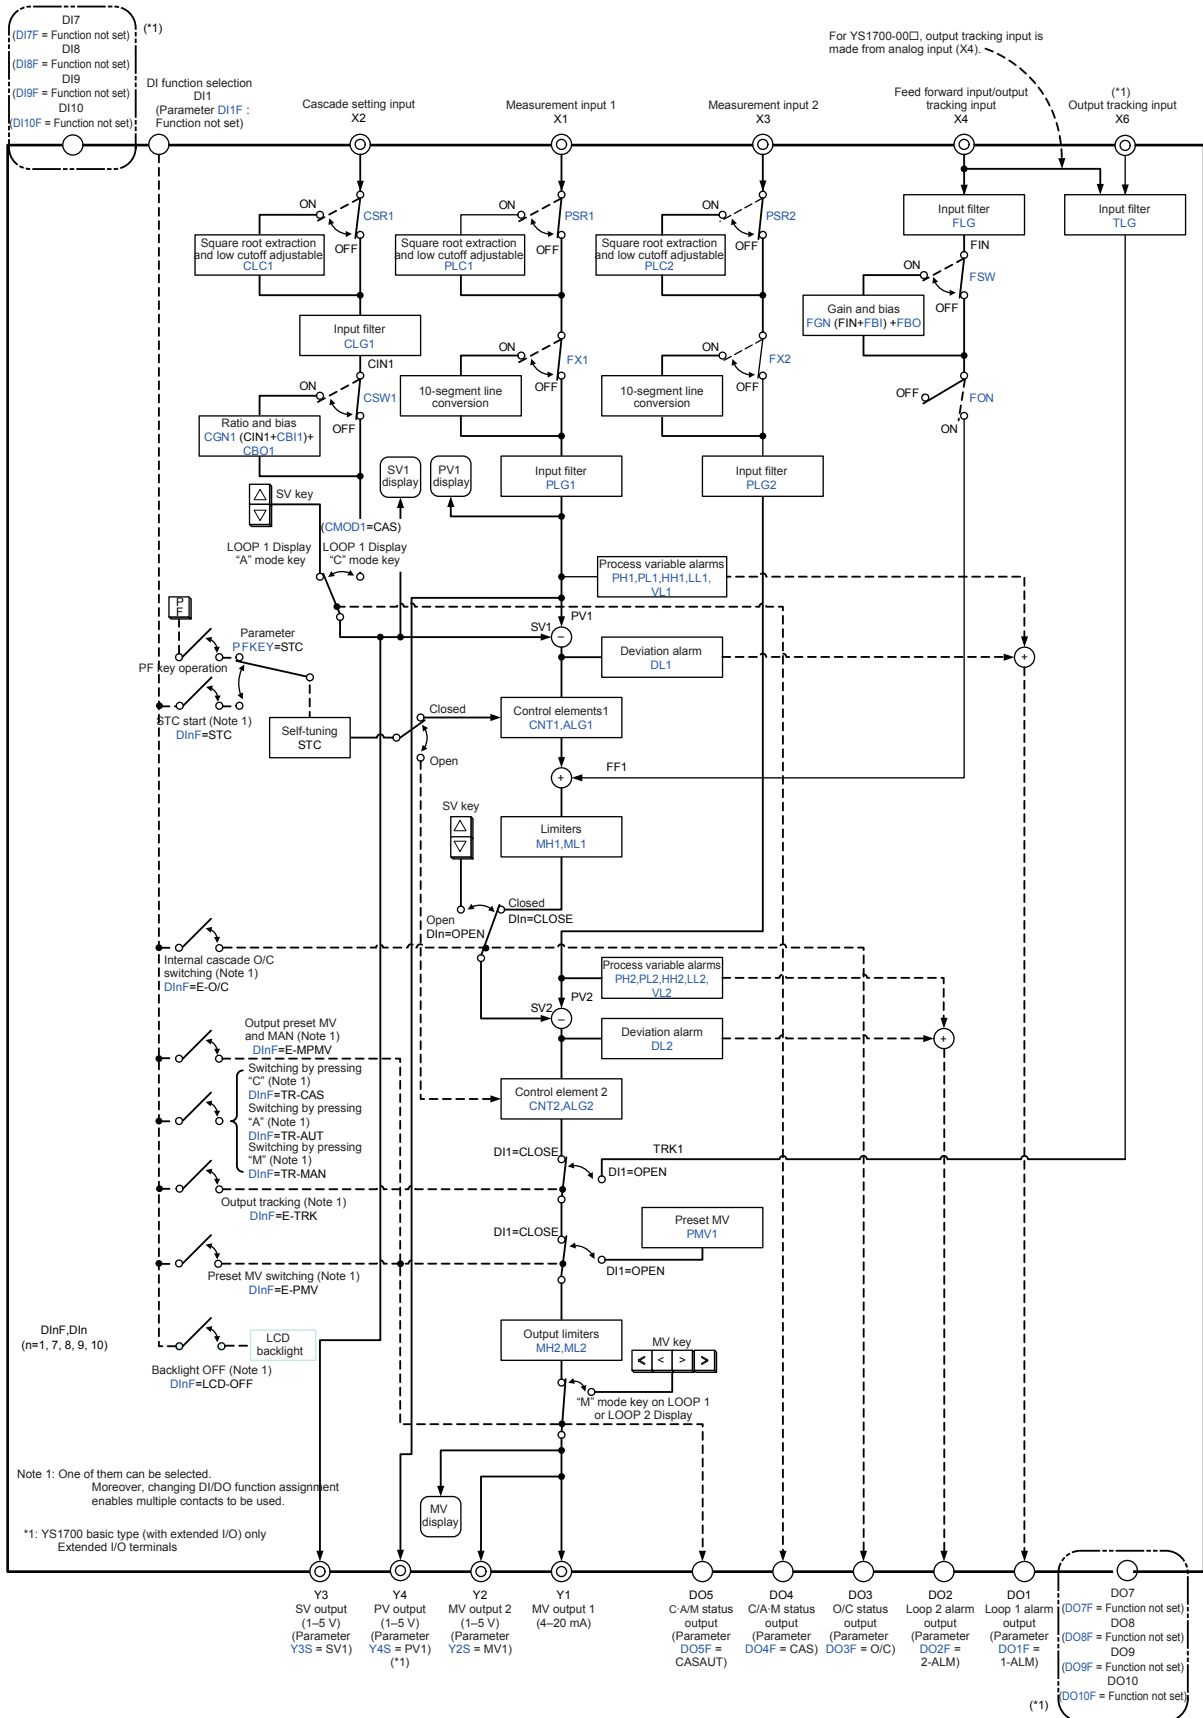 DI7
(DI7F = Function not set)
DI8
(DI8F = Function not set)
DI9
(DI9F = Function not set)
DI10
(DI10F = Function not set)
(*1)
DI function selection
DI1
(Parameter DI1F :
Function not set)
Cascade setting input
X2
Measurement input 1
X1
Measurement input 2
X3
For YS1700-00□, output tracking input is
made from analog input (X4).
Feed forward input/output
tracking input
X4
(*1)
Output tracking input
X6
ON
CSR1
OFF
Square root extraction
and low cutoff adjustable
CLC1
ON
PSR1
OFF
Square root extraction
and low cutoff adjustable
PLC1
ON
PSR2
OFF
Square root extraction
and low cutoff adjustable
PLC2
Input filter
FLG
Input filter
TLG
FIN
ON
FSW
OFF
Gain and bias
FGN (FIN+FBI) +FBO
Input filter
CLG1
CIN1
ON
CSW1
OFF
Ratio and bias
CGN1 (CIN1+CBI1)+
CBO1
ON
FX1
OFF
10-segment line
conversion
ON
FX2
OFF
10-segment line
conversion
OFF
FON
ON
SV1
display
PV1
display
Input filter
PLG1
Input filter
PLG2
△
▽
SV key
(CMOD1=CAS)
LOOP 1 Display
“A” mode key
LOOP 1 Display
“C” mode key
Process variable alarms
PH1,PL1,HH1,LL1,
VL1
PV1
SV1
−
Deviation alarm
DL1
+
P
F
Parameter
PFKEY=STC
PF key operation
STC start (Note 1)
DInF=STC
Self-tuning
STC
Closed
Open
Control elements1
CNT1,ALG1
+
FF1
SV key
△
▽
Limiters
MH1,ML1
Closed
DIn=CLOSE
Open
DIn=OPEN
Internal cascade O/C
switching (Note 1)
DInF=E-O/C
Process variable alarms
PH2,PL2,HH2,LL2,
VL2
PV2
SV2
−
Deviation alarm
DL2
+
Output preset MV
and MAN (Note 1)
DInF=E-MPMV
Switching by pressing
“C” (Note 1)
DInF=TR-CAS
Switching by pressing
“A” (Note 1)
DInF=TR-AUT
Switching by pressing
“M” (Note 1)
DInF=TR-MAN
Control element 2
CNT2,ALG2
DI1=CLOSE
TRK1
DI1=OPEN
Output tracking (Note 1)
DInF=E-TRK
DI1=CLOSE
Preset MV
PMV1
DI1=OPEN
Preset MV switching (Note 1)
DInF=E-PMV
DInF,DIn
(n=1, 7, 8, 9, 10)
LCD
backlight
Backlight OFF (Note 1)
DInF=LCD-OFF
Output limiters
MH2,ML2
MV key
< < > >
“M” mode key on LOOP 1
or LOOP 2 Display
Note 1: One of them can be selected.
Moreover, changing DI/DO function assignment
enables multiple contacts to be used.
*1: YS1700 basic type (with extended I/O) only
Extended I/O terminals
MV
display
Y3
SV output
(1–5 V)
(Parameter
Y3S = SV1)
Y4
PV output
(1–5 V)
(Parameter
Y4S = PV1)
(*1)
Y2
MV output 2
(1–5 V)
(Parameter
Y2S = MV1)
Y1
MV output 1
(4–20 mA)
DO5
C·A/M status
output
(Parameter
DO5F =
CASAUT)
DO4
C/A·M status
output
(Parameter
DO4F = CAS)
DO3
O/C status
output
(Parameter
DO3F = O/C)
DO2
Loop 2 alarm
output
(Parameter
DO2F =
2-ALM)
DO1
Loop 1 alarm
output
(Parameter
DO1F =
1-ALM)
DO7
(DO7F = Function not set)
DO8
(DO8F = Function not set)
DO9
(DO9F = Function not set)
DO10
(DO10F = Function not set)
(*1)